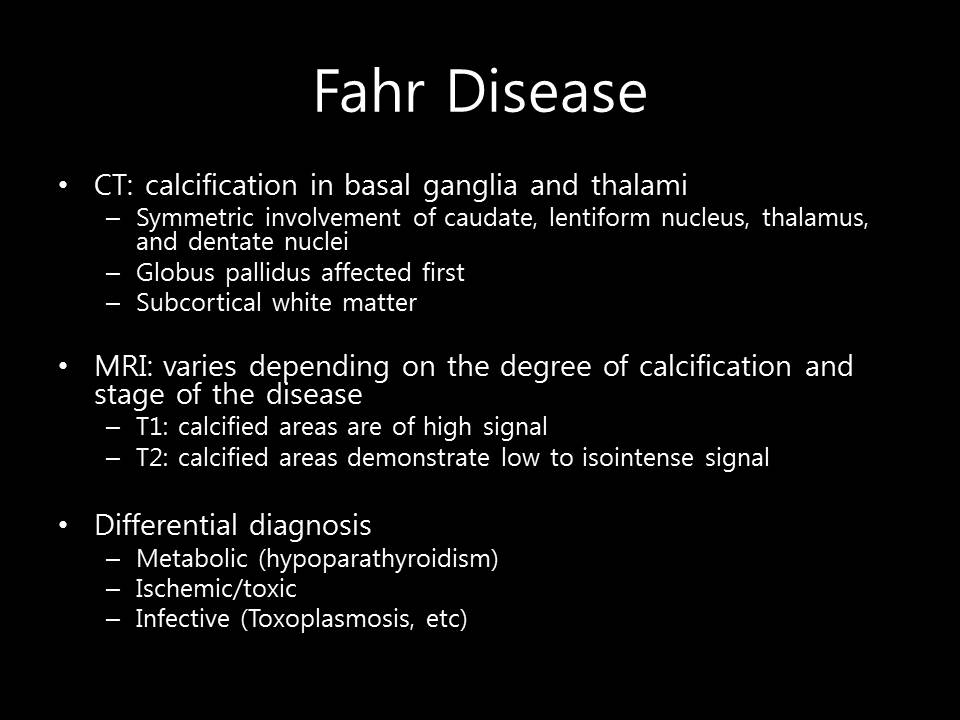 Fahr Disease
• CT: calcification in basal ganglia and thalami
– Symmetric involvement of caudate, lentiform nucleus, thalamus,
and dentate nuclei
– Globus pallidus affected first
– Subcortical white matter
• MRI: varies depending on the degree of calcification and
stage of the disease
– T1: calcified areas are of high signal
– T2: calcified areas demonstrate low to isointense signal
• Differential diagnosis
– Metabolic (hypoparathyroidism)
– Ischemic/toxic
– Infective (Toxoplasmosis, etc)